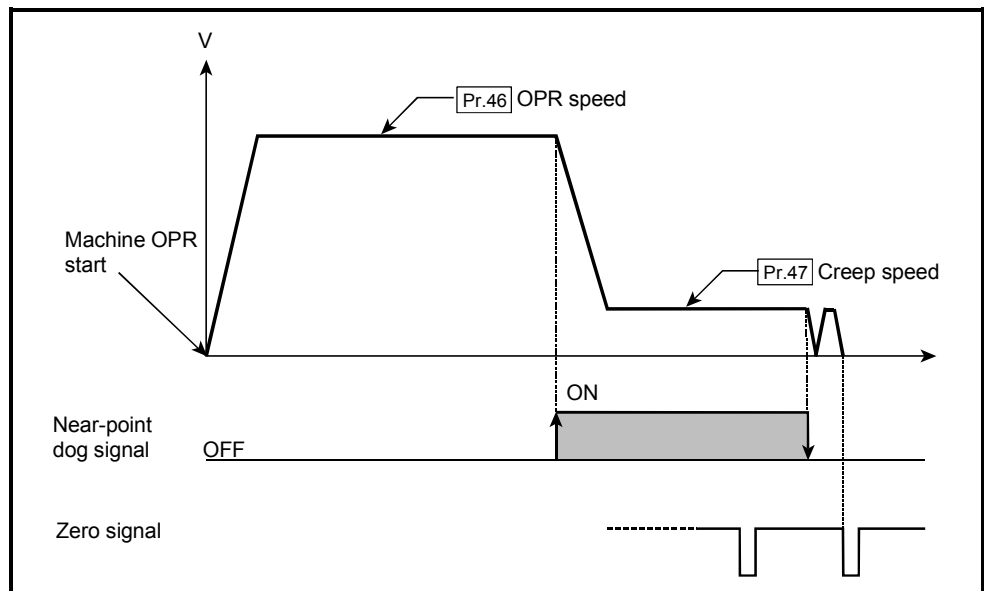 V
Pr.46 OPR speed
Machine OPR
start
Pr.47 Creep speed
ON
Near-point
dog signal
OFF
Zero signal